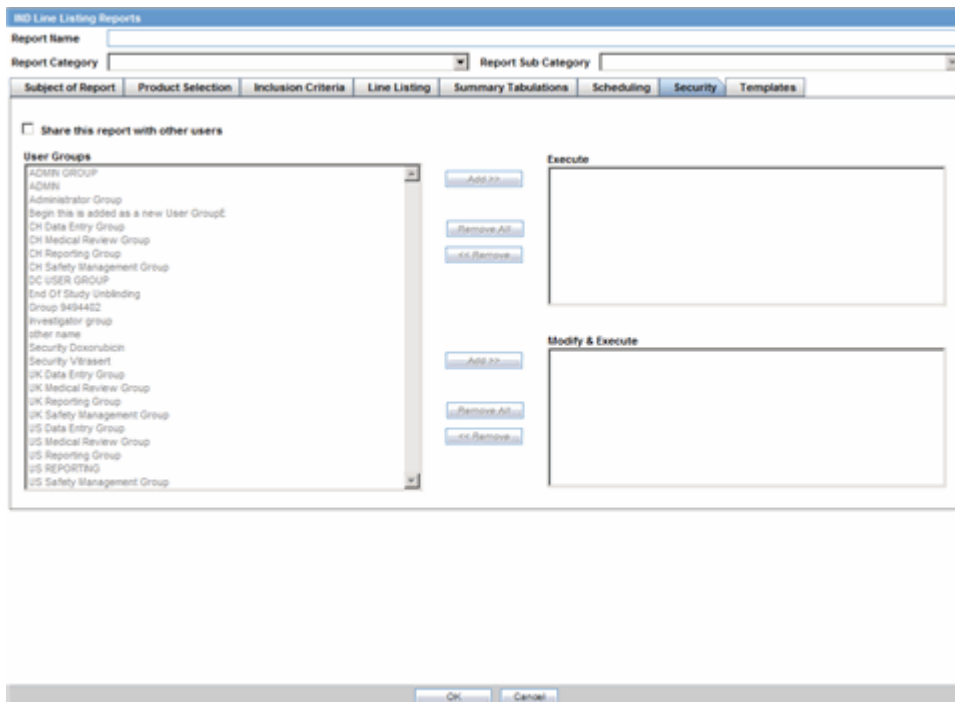 IND Line Listing Reports
Report Name
Report Category
Report Sub Category
Subject of Report
Product Selection
Inclusion Criteria
Line Listing
Summary Tabulations
Scheduling
Security
Templates
Share this report with other users
User Groups
ADMIN GROUP
ADMIN
Administrator Group
Begin this is added as a new User GroupE
CH Data Entry Group
CH Medical Review Group
CH Reporting Group
CH Safety Management Group
DC USER GROUP
End Of Study Unblinding
Group 9494402
Investigator group
other name
Security Doxorubicin
Security Vitrasert
UK Data Entry Group
UK Medical Review Group
UK Reporting Group
UK Safety Management Group
US Data Entry Group
US Medical Review Group
US Reporting Group
US REPORTING
US Safety Management Group
Add >>
Remove All
<< Remove
Execute
Add >>
Remove All
<< Remove
Modify & Execute
OK
Cancel